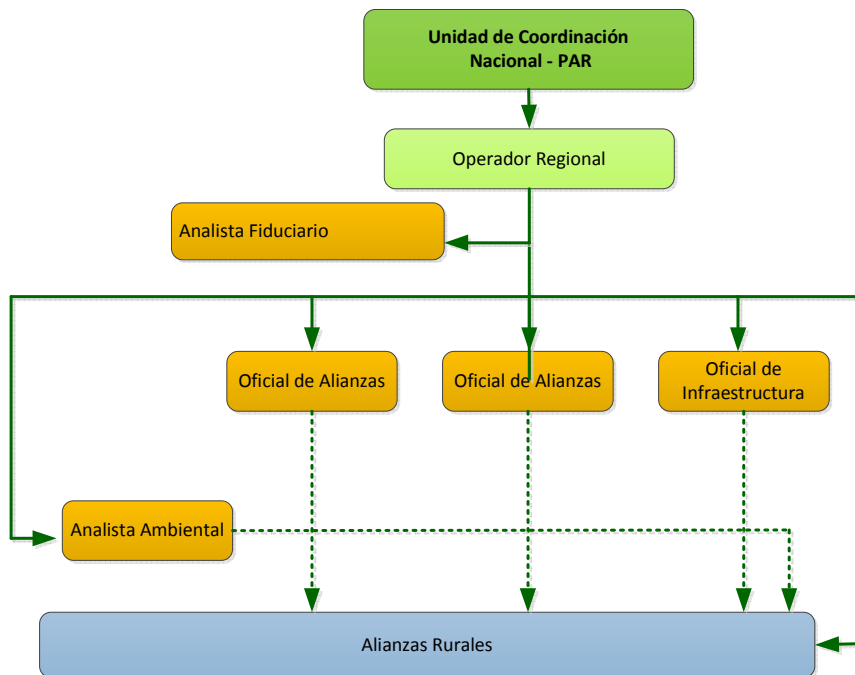 Unidad de Coordinación
Nacional - PAR
Operador Regional
Analista Fiduciario
Oficial de Alianzas
Oficial de Alianzas
Oficial de
Infraestructura
Analista Ambiental
Alianzas Rurales